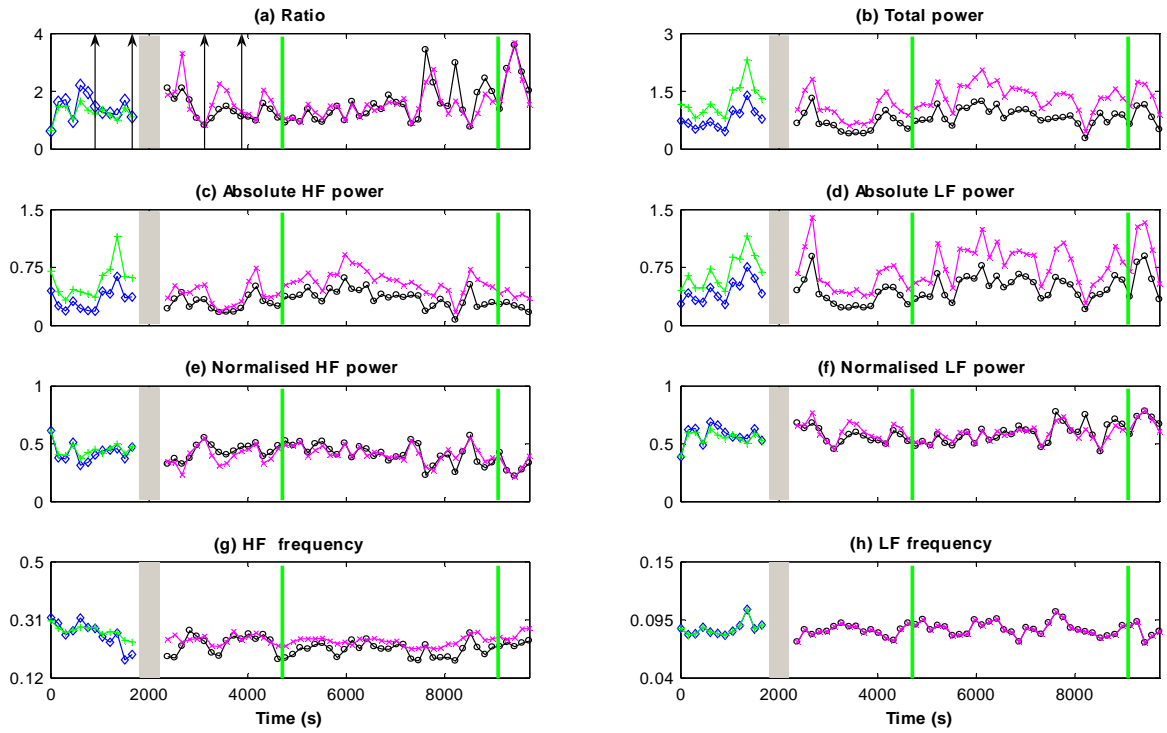 (a) Ratio
4
2
0
(b) Total power
3
1.5
0
(c) Absolute HF power
1.5
0.75
0
(d) Absolute LF power
1.5
0.75
0
(e) Normalised HF power
1
0.5
0
(f) Normalised LF power
1
0.5
0
(g) HF frequency
0.5
0.31
0.12
0 2000 4000 6000 8000
Time (s)
(h) LF frequency
0.15
0.095
0.04
0 2000 4000 6000 8000
Time (s)